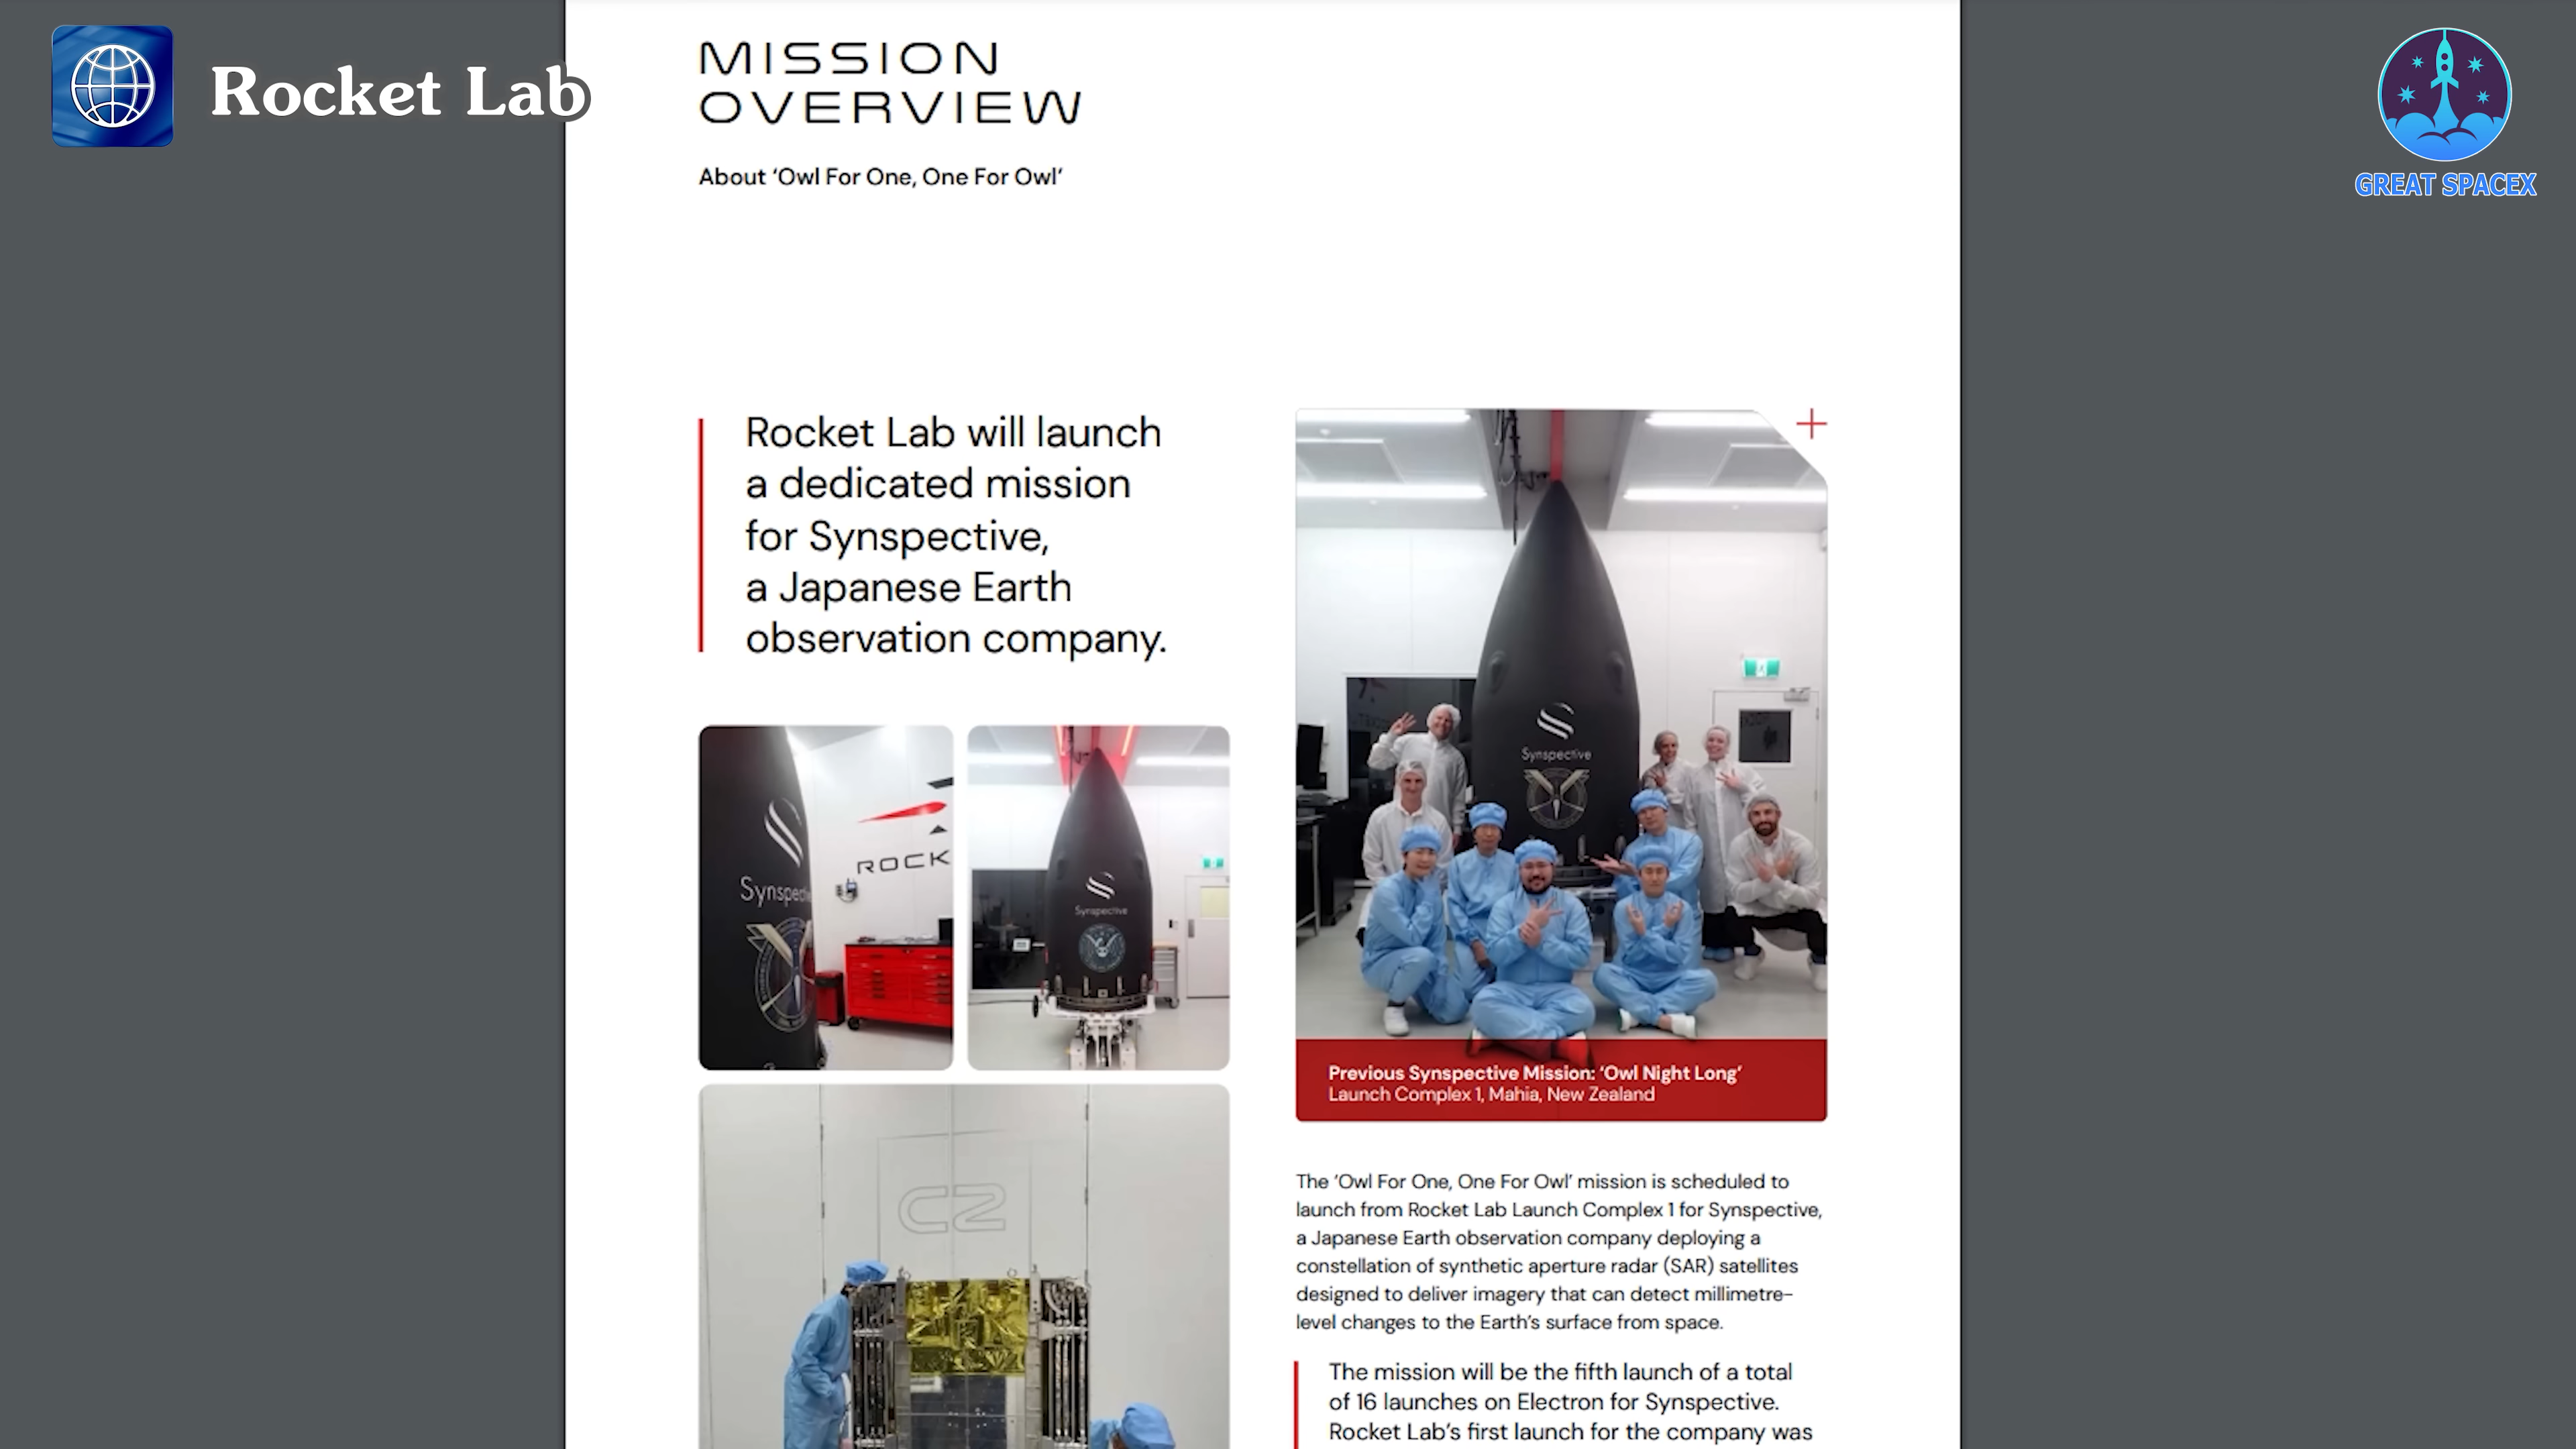 Rocket Lab
GREAT SPACEX
MISSION
OVERVIEW
About ‘Owl For One, One For Owl’
Rocket Lab will launch
a dedicated mission
for Synspective,
a Japanese Earth
observation company.
Synspective
Synspective
ROCK
Synspective
C2
Previous Synspective Mission: ‘Owl Night Long’
Launch Complex 1, Mahia, New Zealand
The ‘Owl For One, One For Owl’ mission is scheduled to
launch from Rocket Lab Launch Complex 1 for Synspective,
a Japanese Earth observation company deploying a
constellation of synthetic aperture radar (SAR) satellites
designed to deliver imagery that can detect millimetre-
level changes to the Earth’s surface from space.
The mission will be the fifth launch of a total
of 16 launches on Electron for Synspective.
Rocket Lab’s first launch for the company was